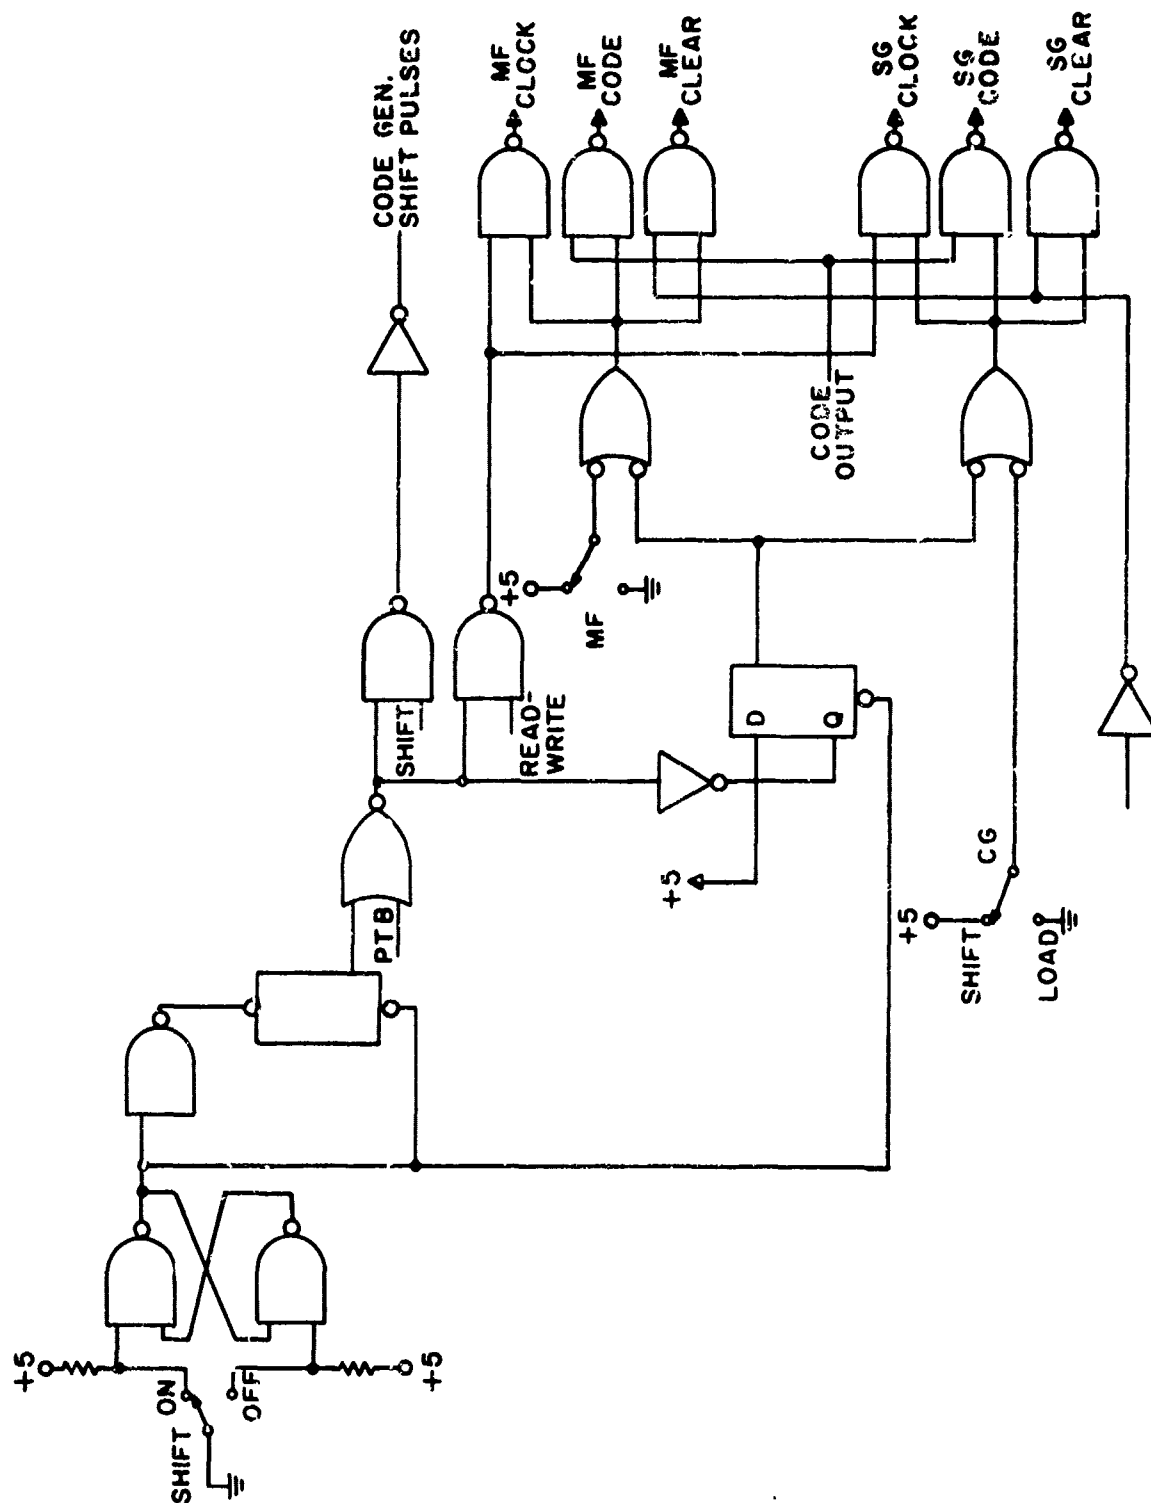 CODE GEN.
SHIFT PULSES
MF
CLOCK
MF
CODE
MF
CLEAR
SG
CLOCK
SG
CODE
SG
CLEAR
CODE
OUTPUT
+5
MF
SHIFT
READ-
WRITE
PTB
D
Q
+5
+5
SHIFT
CG
LOAD
+5
ON
SHIFT
OFF
+5